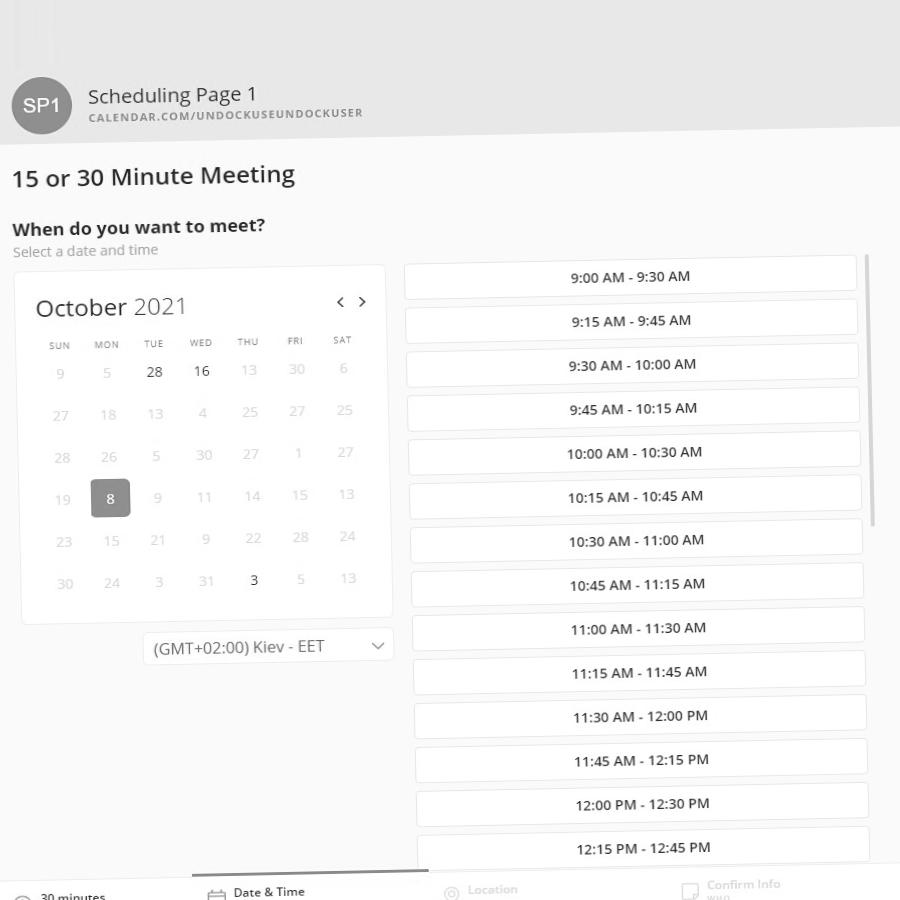 SP1
Scheduling Page 1
CALENDAR.COM/UNDOCKUSEUNDOCKUSER
15 or 30 Minute Meeting
When do you want to meet?
Select a date and time
October 2021
SUN MON TUE WED THU FRI SAT
9 5 28 16 13 30 6
27 18 13 4 25 27 25
28 26 5 30 27 1 27
19 8 9 11 14 15 13
23 15 21 9 22 28 24
30 24 3 31 3 5 13
(GMT+02:00) Kiev - EET
9:00 AM - 9:30 AM
9:15 AM - 9:45 AM
9:30 AM - 10:00 AM
9:45 AM - 10:15 AM
10:00 AM - 10:30 AM
10:15 AM - 10:45 AM
10:30 AM - 11:00 AM
10:45 AM - 11:15 AM
11:00 AM - 11:30 AM
11:15 AM - 11:45 AM
11:30 AM - 12:00 PM
11:45 AM - 12:15 PM
12:00 PM - 12:30 PM
12:15 PM - 12:45 PM
30 minutes
Date & Time
Location
Confirm Info
WHO